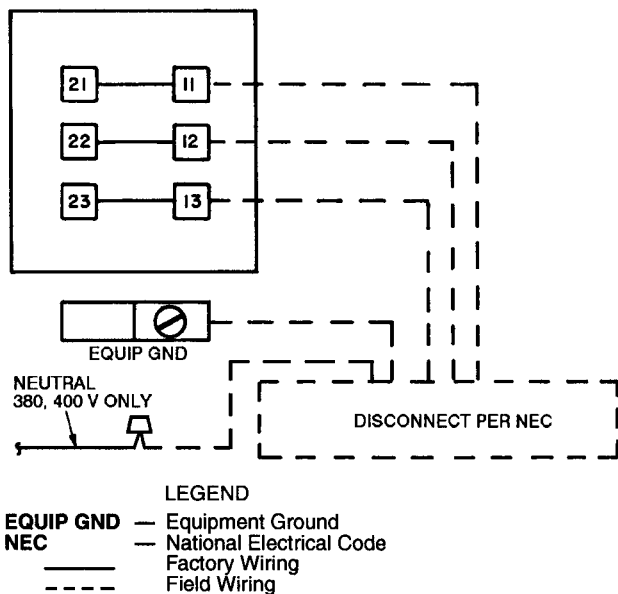 21 11
22 12
23 13
EQUIP GND
NEUTRAL
380, 400 V ONLY
DISCONNECT PER NEC
LEGEND
EQUIP GND — Equipment Ground
NEC — National Electrical Code
Factory Wiring
Field Wiring